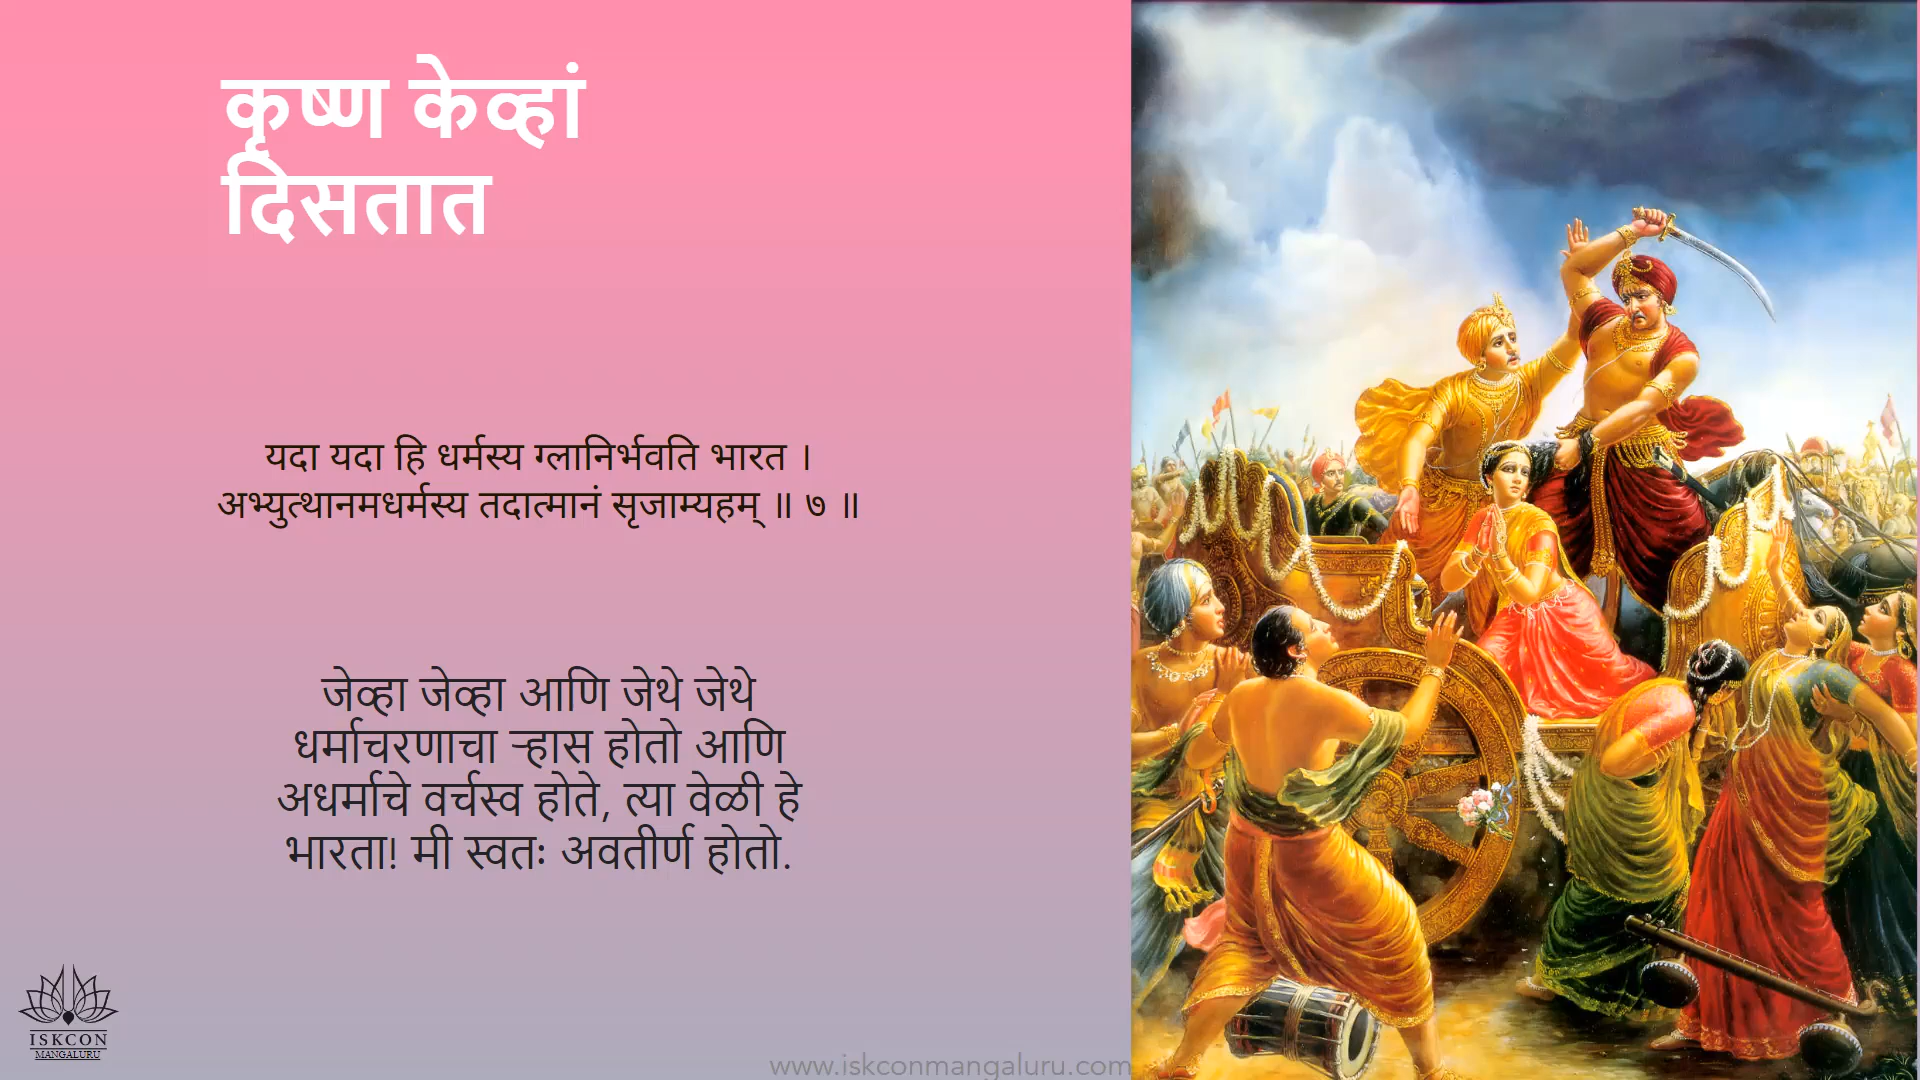 कृष्ण केव्हां
दिसतात
यदा यदा हि धर्मस्य ग्लानिर्भवति भारत ।
अभ्युत्थानमधर्मस्य तदात्मानं सृजाम्यहम् ॥ ७ ॥
जेव्हा जेव्हा आणि जेथे जेथे
धर्माचरणाचा ऱ्हास होतो आणि
अधर्माचे वर्चस्व होते, त्या वेळी हे
भारता! मी स्वतः अवतीर्ण होतो.
ISKCON
MANGALURU
www.iskconmangaluru.com